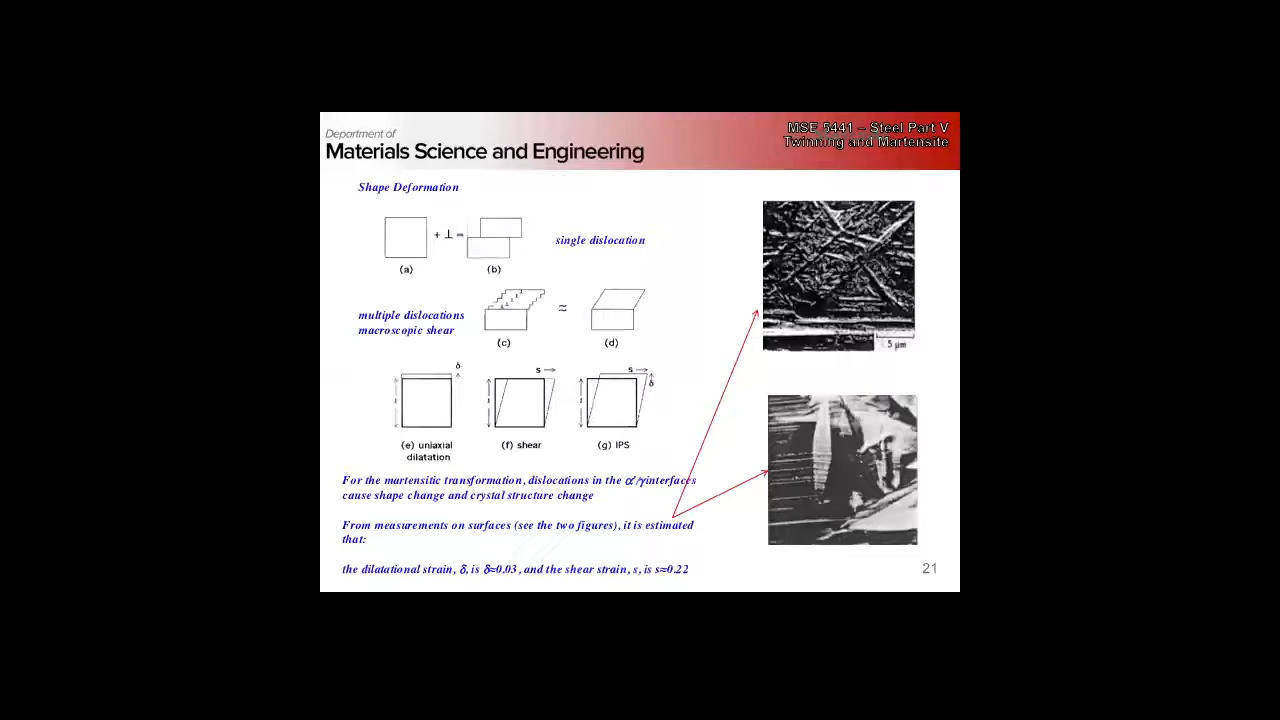 Department of
Materials Science and Engineering
MSE 5441 – Steel Part V
Twinning and Martensite
Shape Deformation
+ ⊥ =
single dislocation
(a)
(b)
multiple dislocations
macroscopic shear
≈
(c)
(d)
5 μm
δ
s →
s →
δ
(e) uniaxial
dilatation
(f) shear
(g) IPS
For the martensitic transformation, dislocations in the α'/γ interfaces
cause shape change and crystal structure change
From measurements on surfaces (see the two figures), it is estimated
that:
the dilatational strain, δ, is δ≈0.03, and the shear strain, s, is s≈0.22
21